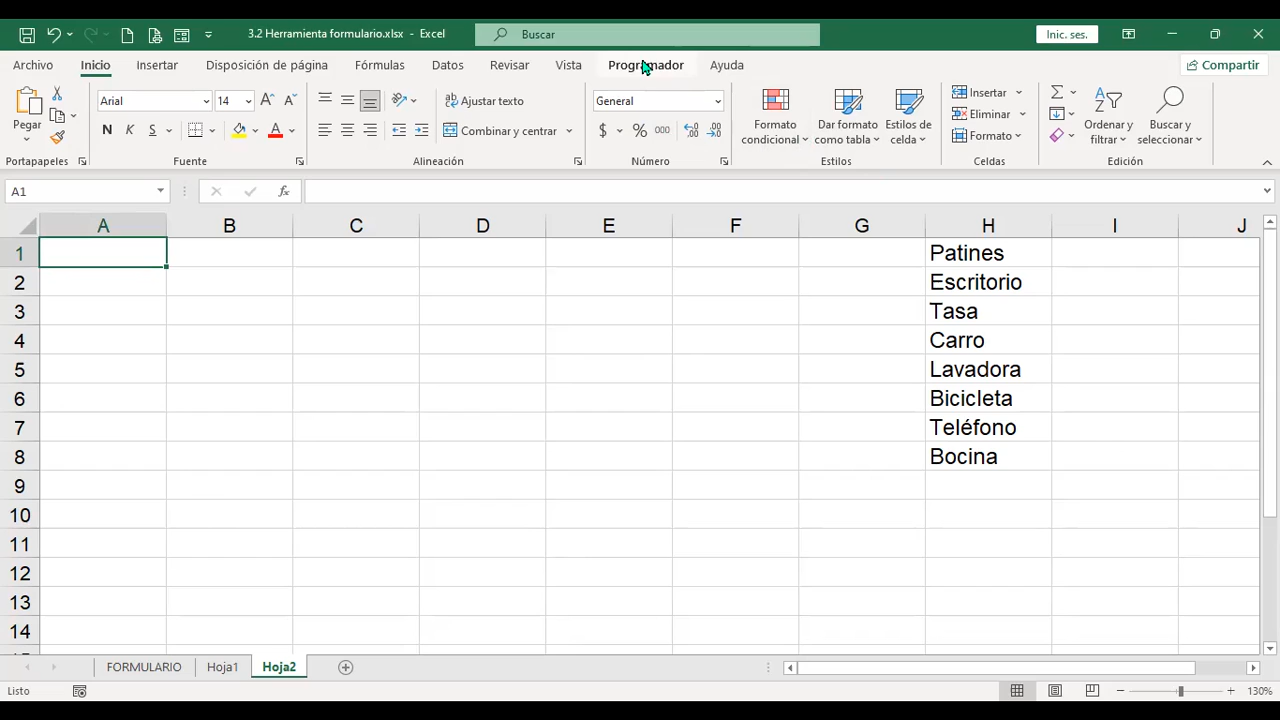 3.2 Herramienta formulario.xlsx - Excel
Buscar
Inic. ses.
Archivo Inicio Insertar Disposición de página Fórmulas Datos Revisar Vista Programador Ayuda Compartir
Pegar
Portapapeles
Arial 14
N K S A
Fuente
Ajustar texto
Combinar y centrar
Alineación
General
$ % 000
Número
Formato condicional
Dar formato como tabla
Estilos de celda
Estilos
Insertar
Eliminar
Formato
Celdas
Ordenar y filtrar
Buscar y seleccionar
Edición
A1 fx
A B C D E F G H I J
1 Patines
2 Escritorio
3 Tasa
4 Carro
5 Lavadora
6 Bicicleta
7 Teléfono
8 Bocina
9
10
11
12
13
14
FORMULARIO Hoja1 Hoja2
Listo 130%